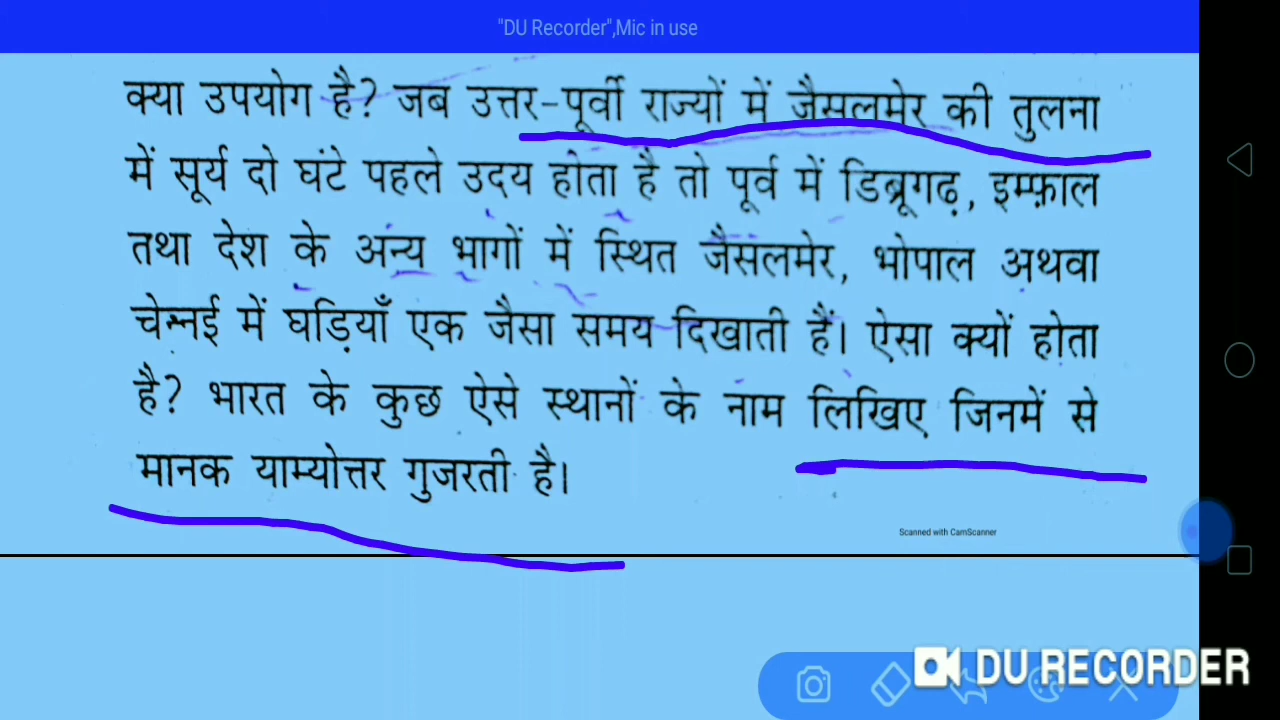 "DU Recorder",Mic in use
क्या उपयोग है? जब उत्तर-पूर्वी राज्यों में जैसलमेर की तुलना
में सूर्य दो घंटे पहले उदय होता है तो पूर्व में डिब्रूगढ़, इम्फ़ाल
तथा देश के अन्य भागों में स्थित जैसलमेर, भोपाल अथवा
चेन्नई में घड़ियाँ एक जैसा समय दिखाती हैं। ऐसा क्यों होता
है? भारत के कुछ ऐसे स्थानों के नाम लिखिए जिनमें से
मानक याम्योत्तर गुजरती है।
Scanned with CamScanner
DU RECORDER